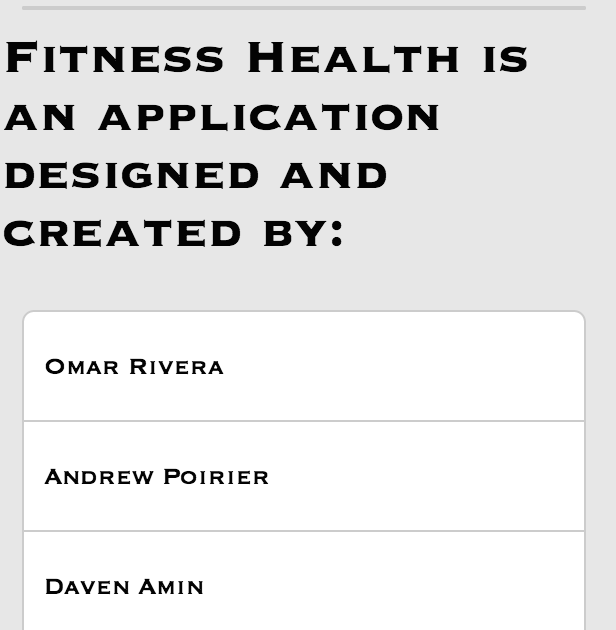 Fitness Health is
an application
designed and
created by:
Omar Rivera
Andrew Poirier
Daven Amin